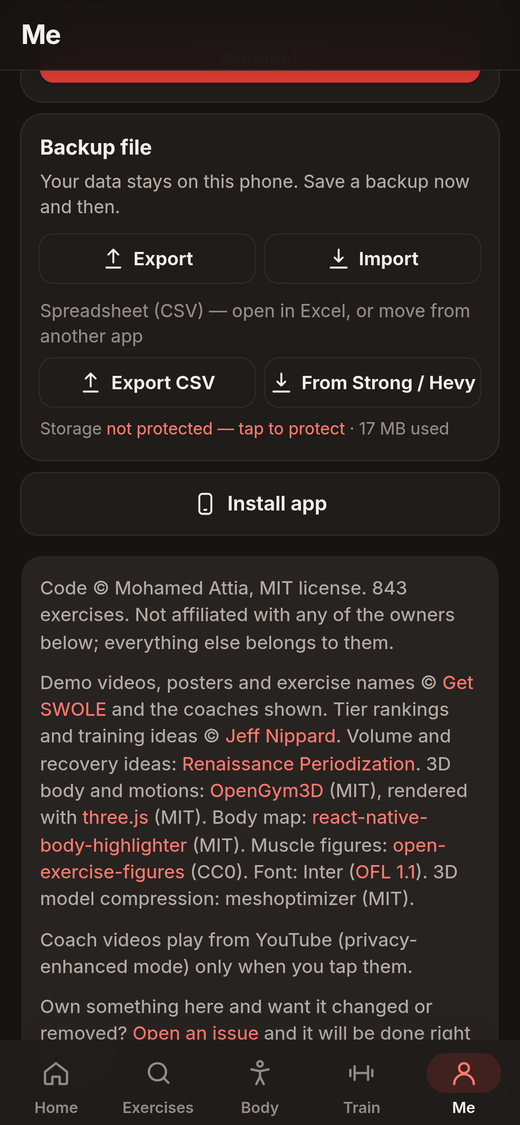 Me
Connect
Backup file
Your data stays on this phone. Save a backup now
and then.
Export
Import
Spreadsheet (CSV) — open in Excel, or move from
another app
Export CSV
From Strong / Hevy
Storage not protected — tap to protect · 17 MB used
Install app
Code © Mohamed Attia, MIT license. 843
exercises. Not affiliated with any of the owners
below; everything else belongs to them.
Demo videos, posters and exercise names © Get
SWOLE and the coaches shown. Tier rankings
and training ideas © Jeff Nippard. Volume and
recovery ideas: Renaissance Periodization. 3D
body and motions: OpenGym3D (MIT), rendered
with three.js (MIT). Body map: react-native-
body-highlighter (MIT). Muscle figures: open-
exercise-figures (CC0). Font: Inter (OFL 1.1). 3D
model compression: meshoptimizer (MIT).
Coach videos play from YouTube (privacy-
enhanced mode) only when you tap them.
Own something here and want it changed or
removed? Open an issue and it will be done right
Home
Exercises
Body
Train
Me